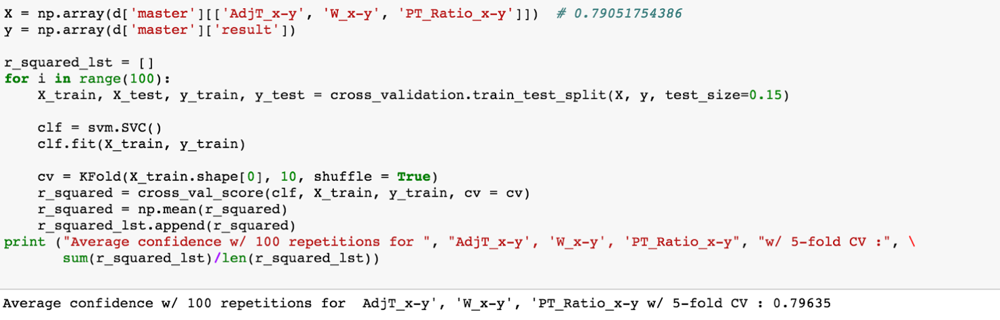 X = np.array(d['master'][['AdjT_x-y', 'W_x-y', 'PT_Ratio_x-y']])  # 0.79051754386
y = np.array(d['master']['result'])

r_squared_lst = []
for i in range(100):
    X_train, X_test, y_train, y_test = cross_validation.train_test_split(X, y, test_size=0.15)

    clf = svm.SVC()
    clf.fit(X_train, y_train)

    cv = KFold(X_train.shape[0], 10, shuffle = True)
    r_squared = cross_val_score(clf, X_train, y_train, cv = cv)
    r_squared = np.mean(r_squared)
    r_squared_lst.append(r_squared)
print ("Average confidence w/ 100 repetitions for ", "AdjT_x-y', 'W_x-y', 'PT_Ratio_x-y", "w/ 5-fold CV :", \
       sum(r_squared_lst)/len(r_squared_lst))

Average confidence w/ 100 repetitions for  AdjT_x-y', 'W_x-y', 'PT_Ratio_x-y w/ 5-fold CV : 0.79635